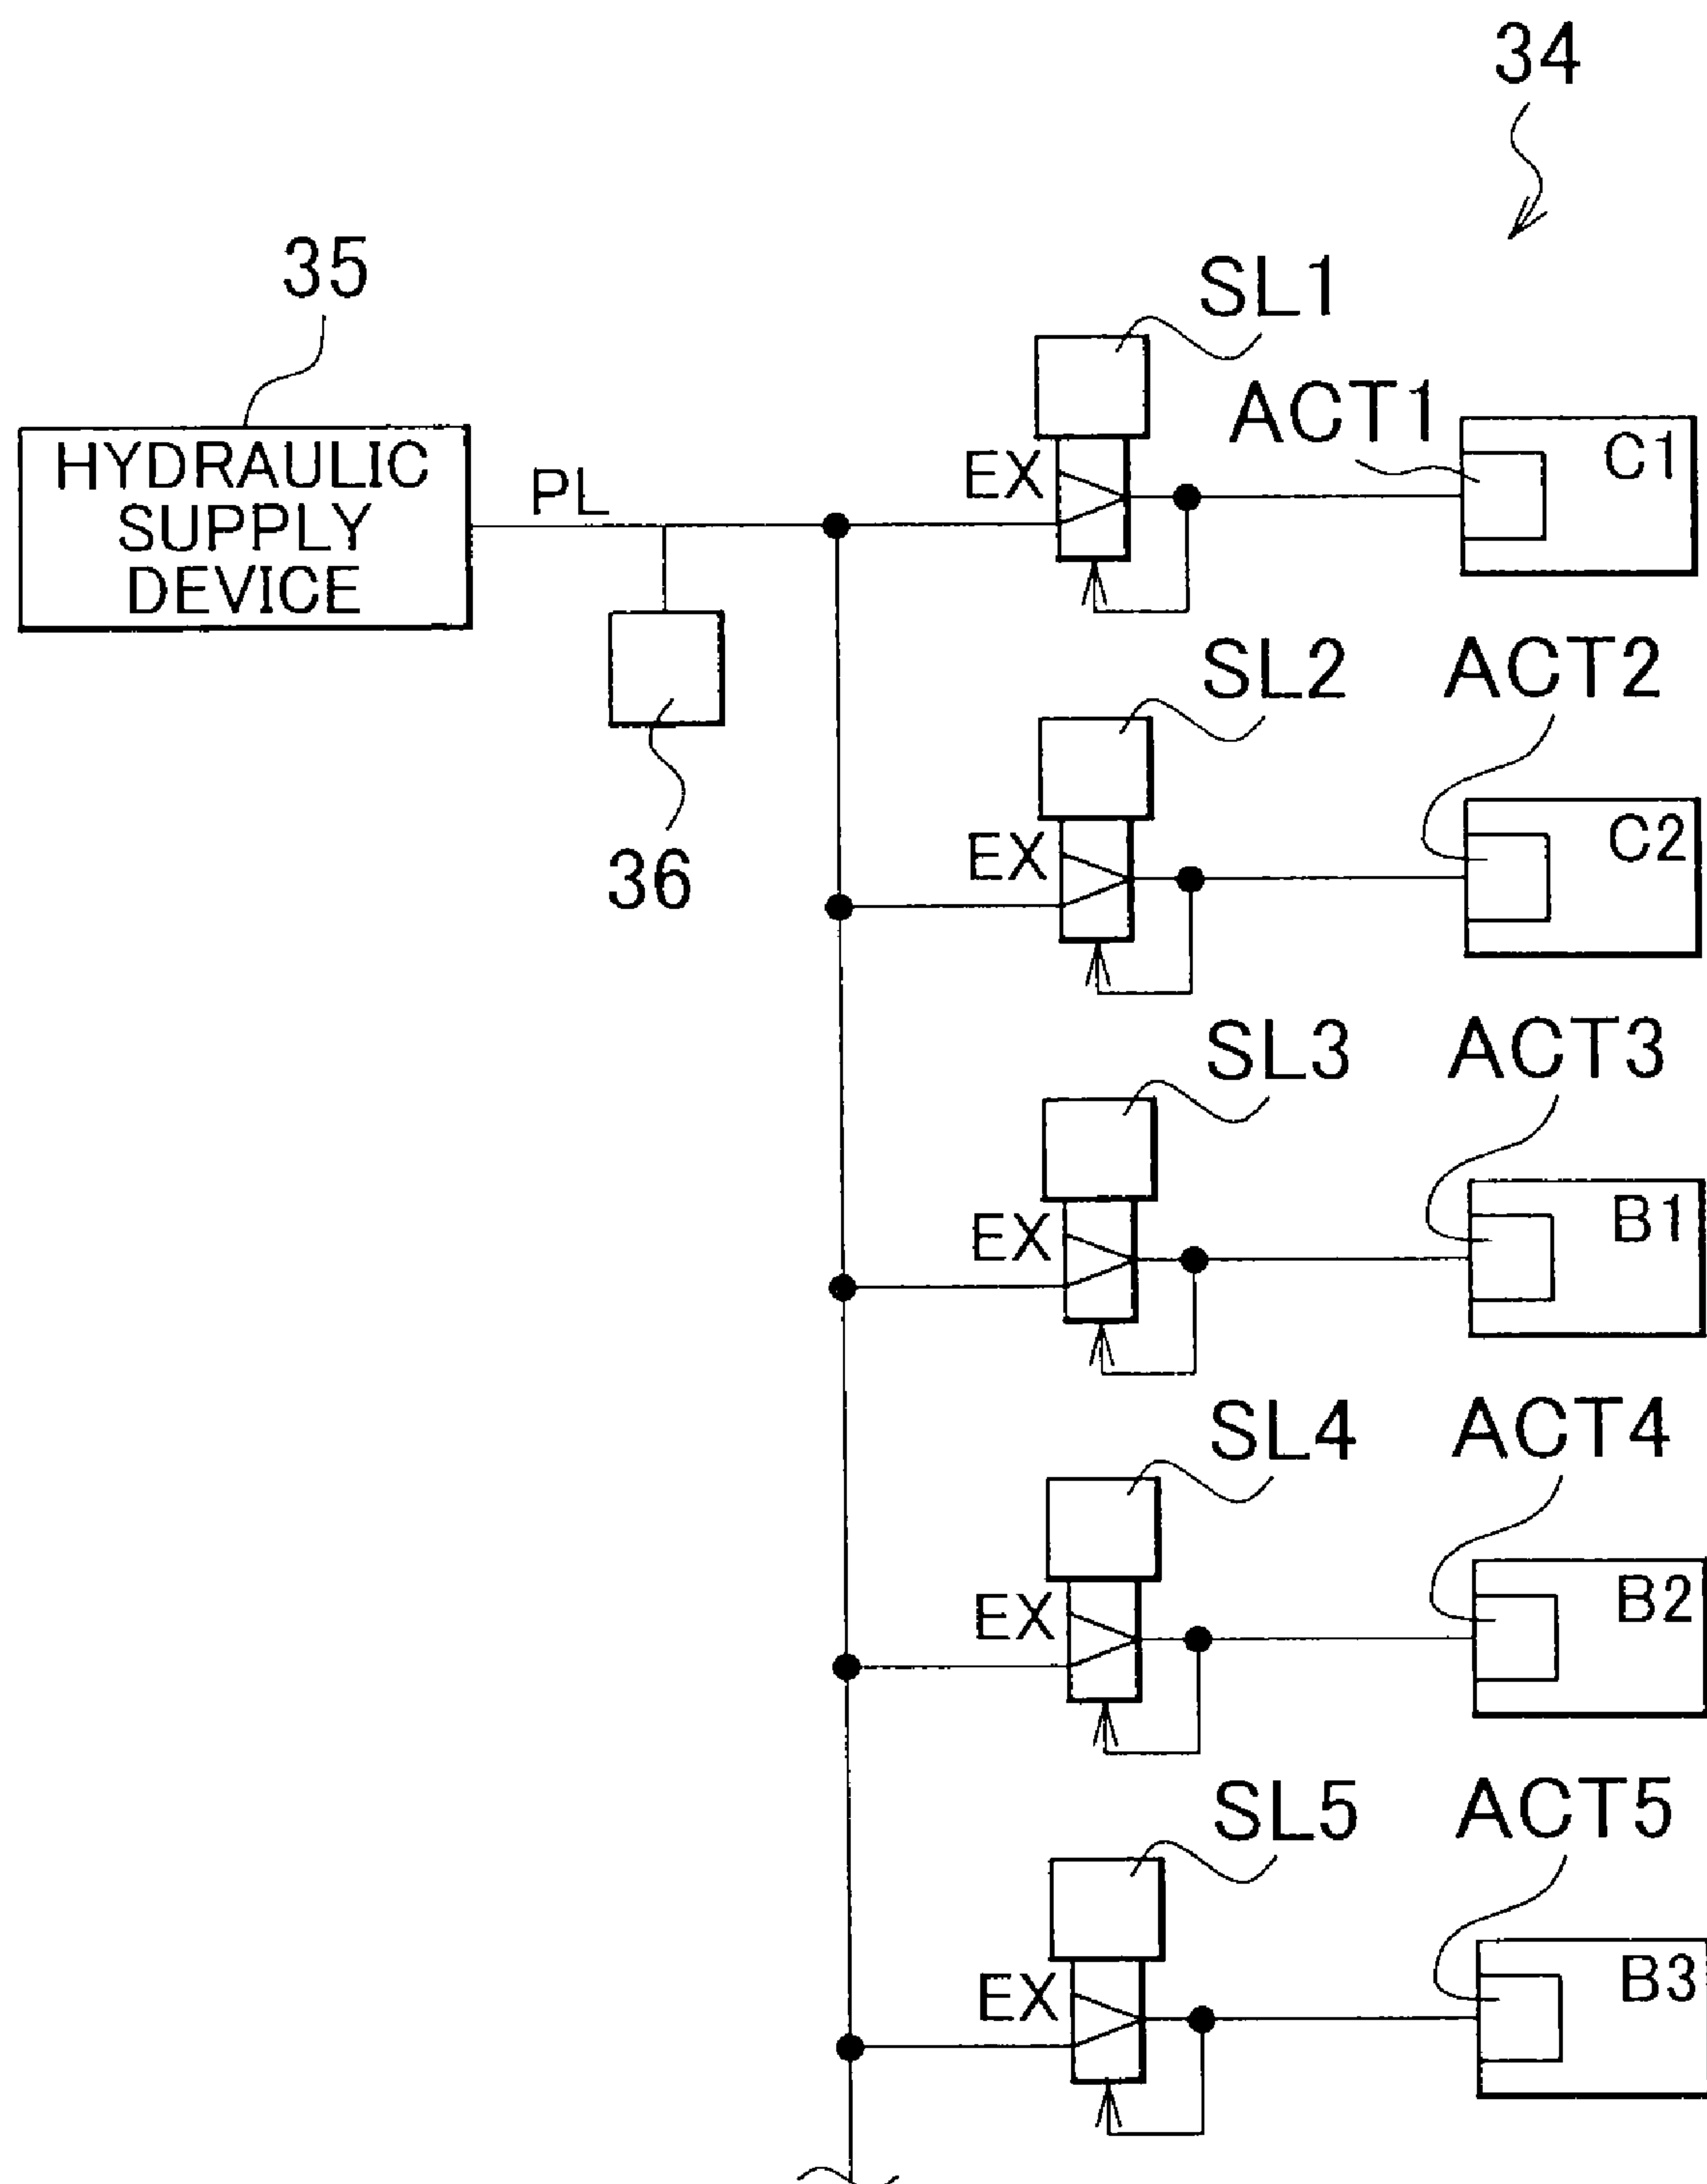 34
35
SL1
ACT1
C1
HYDRAULIC
SUPPLY
DEVICE
PL
EX
SL2
ACT2
C2
EX
36
SL3
ACT3
B1
EX
SL4
ACT4
B2
EX
SL5
ACT5
B3
EX